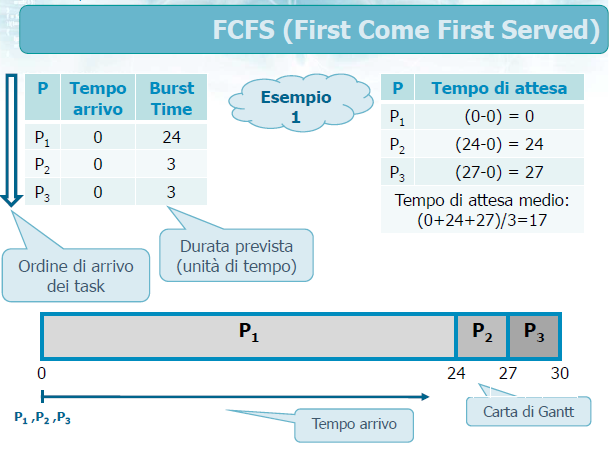 FCFS (First Come First Served)
P Tempo arrivo Burst Time
P1 0 24
P2 0 3
P3 0 3
Esempio
1
P Tempo di attesa
P1 (0-0) = 0
P2 (24-0) = 24
P3 (27-0) = 27
Tempo di attesa medio:
(0+24+27)/3=17
Ordine di arrivo
dei task
Durata prevista
(unità di tempo)
P1 P2 P3
0 24 27 30
P1 ,P2 ,P3
Tempo arrivo
Carta di Gantt